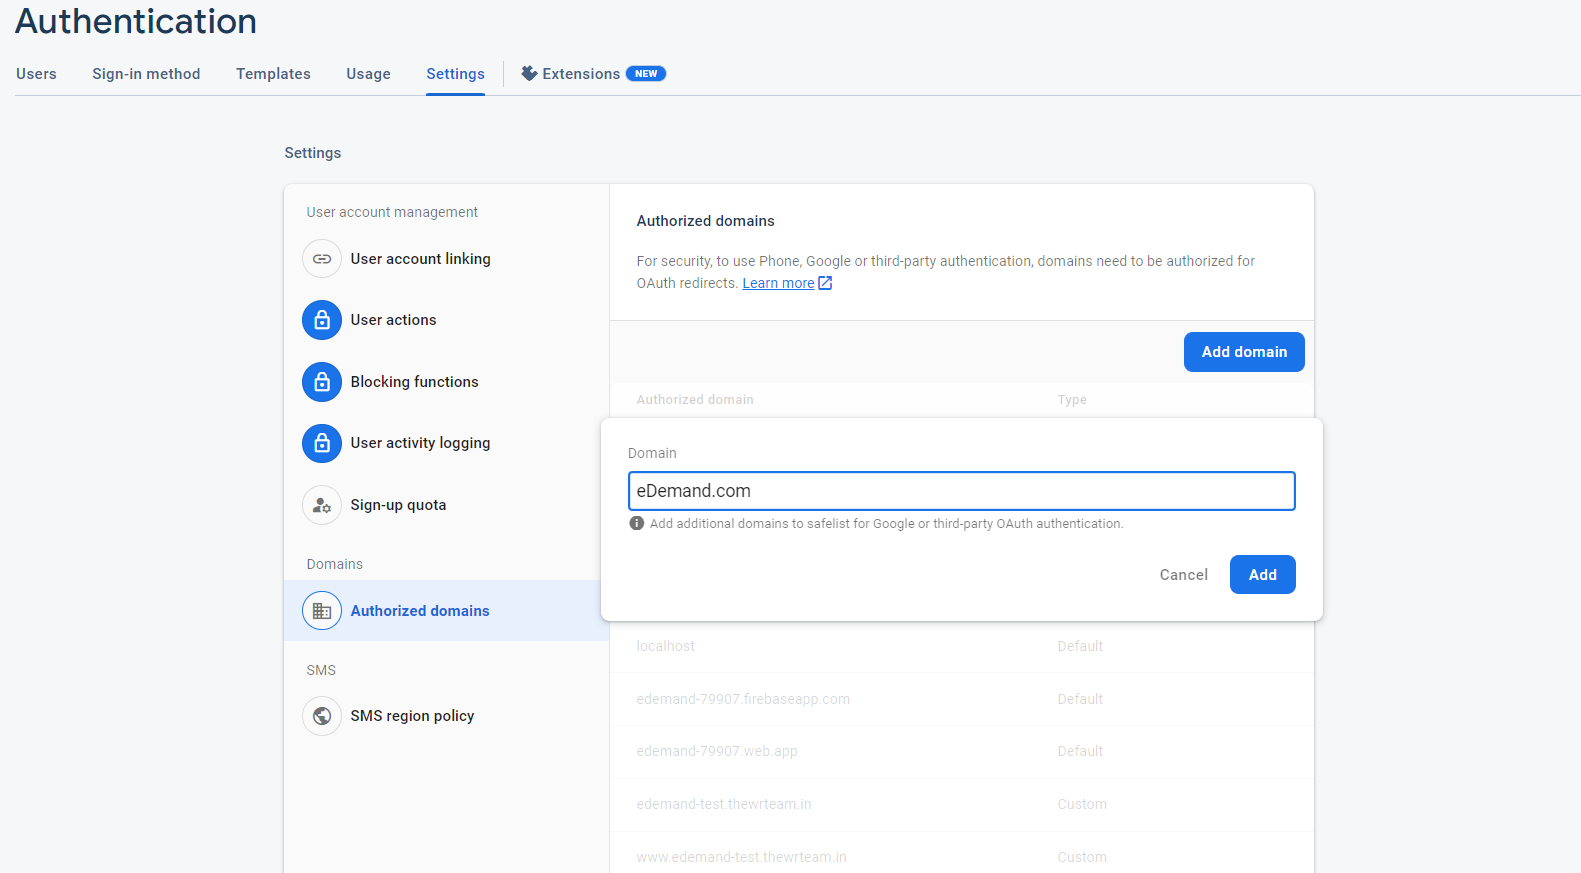 Authentication
Users
Sign-in method
Templates
Usage
Settings
Extensions
NEW
Settings
User account management
User account linking
User actions
Blocking functions
User activity logging
Sign-up quota
Domains
Authorized domains
SMS
SMS region policy
Authorized domains
For security, to use Phone, Google or third-party authentication, domains need to be authorized for
OAuth redirects. Learn more
Add domain
Authorized domain Type
Domain
eDemand.com
Add additional domains to safelist for Google or third-party OAuth authentication.
Cancel
Add
localhost Default
edemand-79907.firebaseapp.com Default
edemand-79907.web.app Default
edemand-test.thewrteam.in Custom
www.edemand-test.thewrteam.in Custom